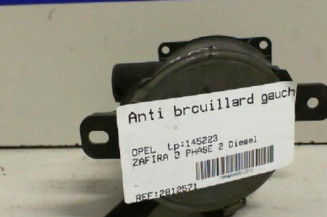 Anti brouillard gauch
OPEL Lp:145223
ZAFIRA B PHASE 2 Diesel
REF:2812571